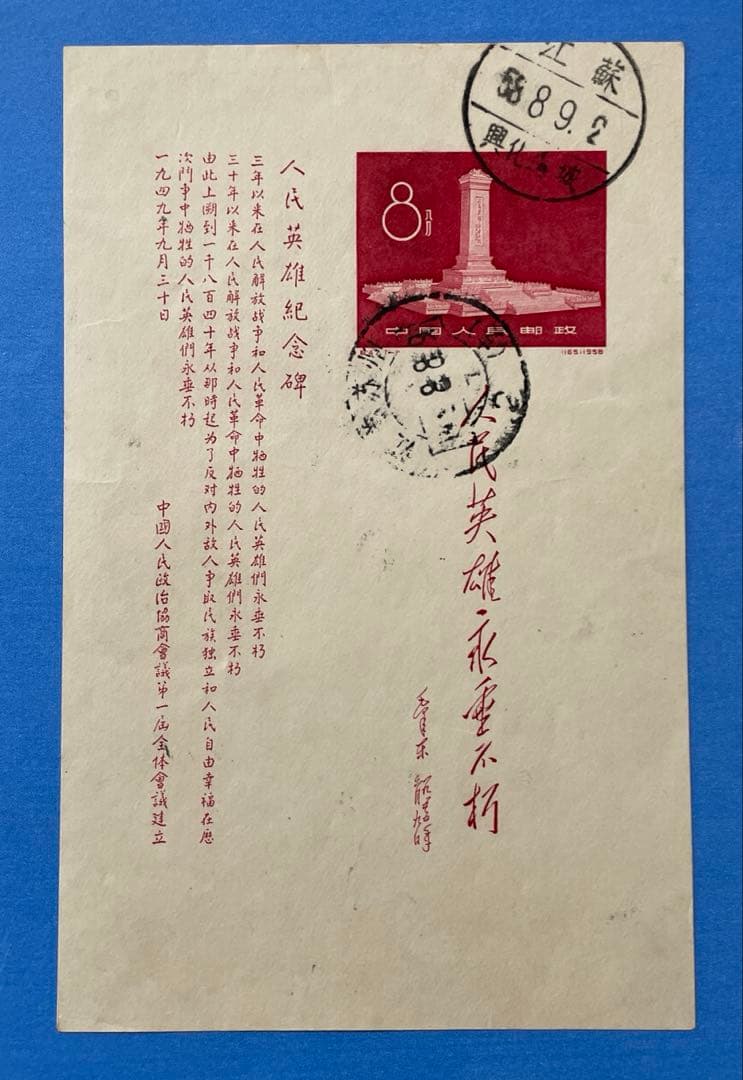 江蘇
58.8.9.2
興化
8八分
中國人民邮政
(165)1958
人民英雄永垂不朽
毛泽东
人民英雄紀念碑
三年以来在人民解放战爭和人民革命中牺牲的人民英雄們永垂不朽
三十年以来在人民解放战爭和人民革命中牺牲的人民英雄們永垂不朽
由此上溯到一千八百四十年从那時起为了反对内外敌人爭取民族独立和人民自由幸福在歷
次鬥爭中牺牲的人民英雄們永垂不朽
一九四九年九月三十日
中國人民政治協商會議第一届全体會議建立